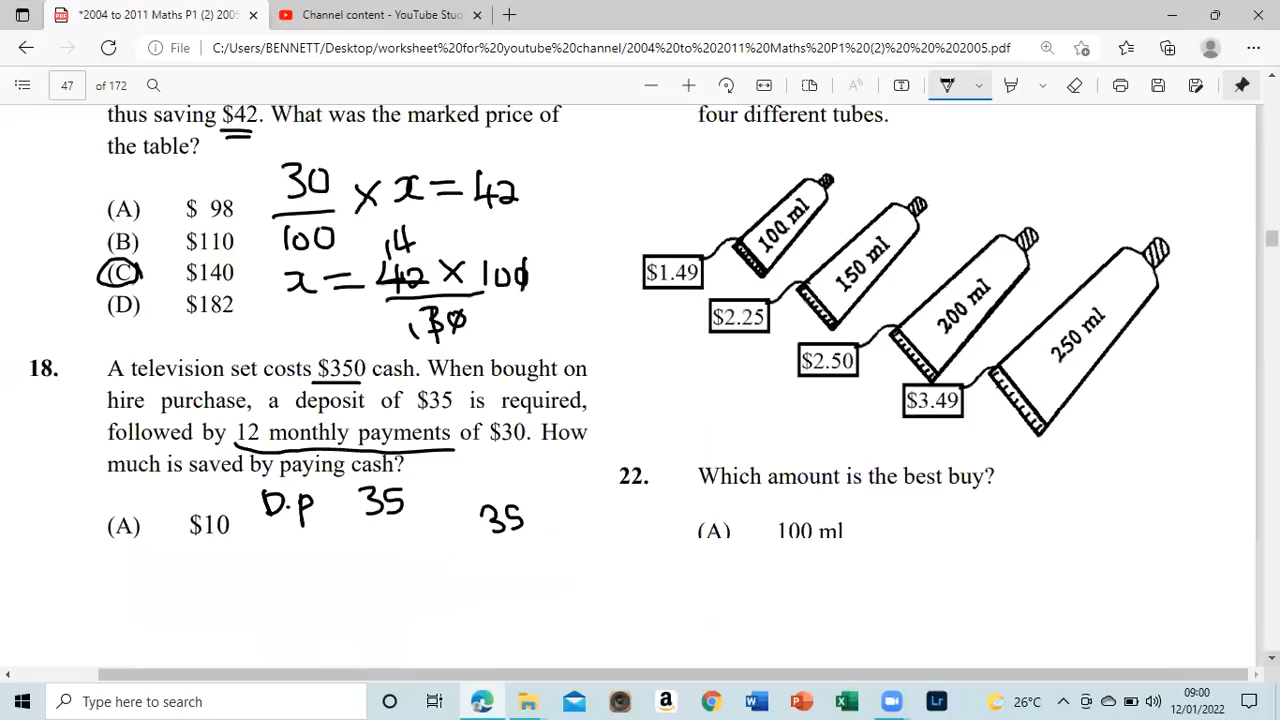 *2004 to 2011 Maths P1 (2) 2005
Channel content - YouTube Stuo
File
C:/Users/BENNETT/Desktop/worksheet%20for%20youtube%20channel/2004%20to%202011%20Maths%20P1%20(2)%20%20%202005.pdf
47 of 172
thus saving $42. What was the marked price of
the table?
(A) $ 98
(B) $110
(C) $140
(D) $182
30
100
× x = 42
14
x = 42 × 100
130
18. A television set costs $350 cash. When bought on
hire purchase, a deposit of $35 is required,
followed by 12 monthly payments of $30. How
much is saved by paying cash?
D.p 35
35
(A) $10
four different tubes.
100 ml
150 ml
200 ml
250 ml
$1.49
$2.25
$2.50
$3.49
22. Which amount is the best buy?
(A) 100 ml
Type here to search
26°C
09:00
12/01/2022